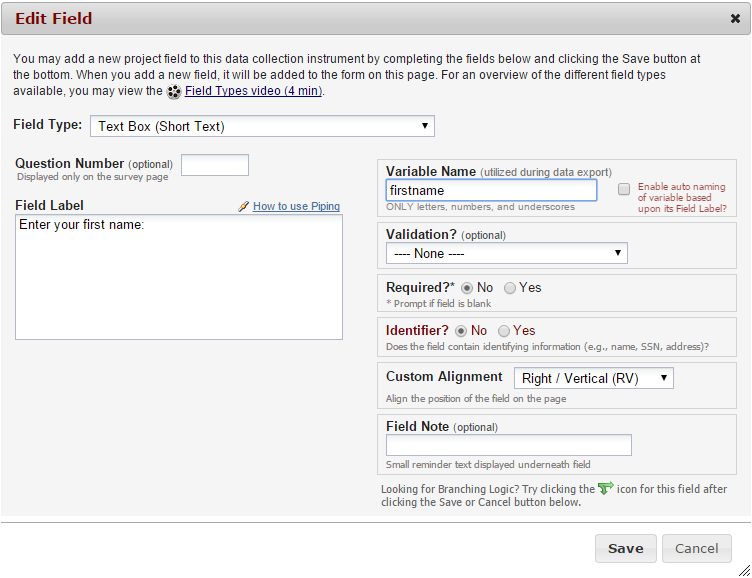 Edit Field
You may add a new project field to this data collection instrument by completing the fields below and clicking the Save button at
the bottom. When you add a new field, it will be added to the form on this page. For an overview of the different field types
available, you may view the Field Types video (4 min).
Field Type: Text Box (Short Text)
Question Number (optional)
Displayed only on the survey page
Field Label How to use Piping
Enter your first name:
Variable Name (utilized during data export)
firstname
ONLY letters, numbers, and underscores
Enable auto naming
of variable based
upon its Field Label?
Validation? (optional)
---- None ----
Required?* No Yes
* Prompt if field is blank
Identifier? No Yes
Does the field contain identifying information (e.g., name, SSN, address)?
Custom Alignment Right / Vertical (RV)
Align the position of the field on the page
Field Note (optional)
Small reminder text displayed underneath field
Looking for Branching Logic? Try clicking the icon for this field after
clicking the Save or Cancel button below.
Save Cancel